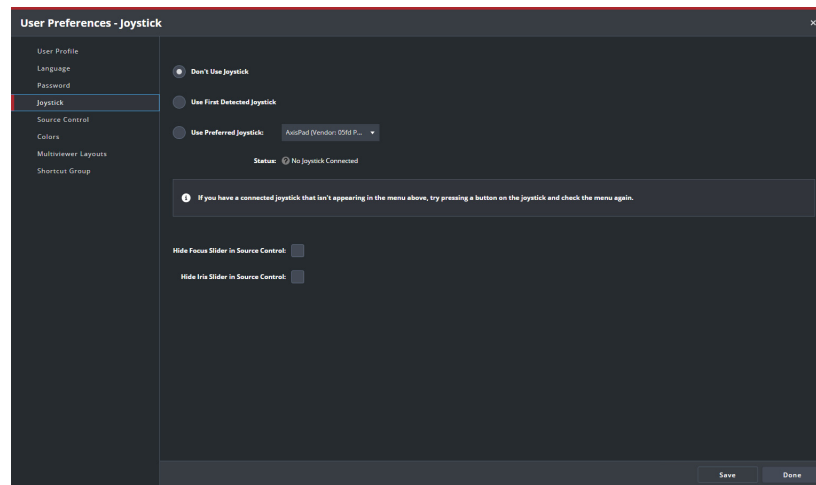 User Preferences - Joystick
×
User Profile
Language
Password
Joystick
Source Control
Colors
Multiviewer Layouts
Shortcut Group
Don't Use Joystick
Use First Detected Joystick
Use Preferred Joystick: AxisPad (Vendor: 05fd P...
Status: ? No Joystick Connected
i If you have a connected joystick that isn't appearing in the menu above, try pressing a button on the joystick and check the menu again.
Hide Focus Slider in Source Control:
Hide Iris Slider in Source Control:
Save Done